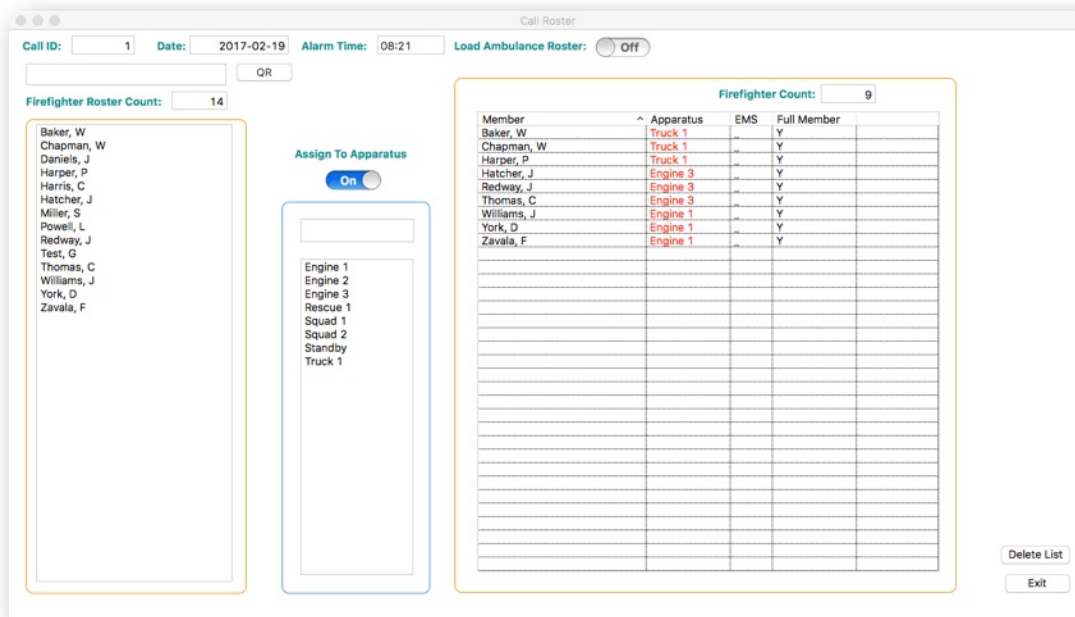 Call Roster
Call ID: 1 Date: 2017-02-19 Alarm Time: 08:21 Load Ambulance Roster: Off
QR
Firefighter Roster Count: 14
Baker, W
Chapman, W
Daniels, J
Harper, P
Harris, C
Hatcher, J
Miller, S
Powell, L
Redway, J
Test, G
Thomas, C
Williams, J
York, D
Zavala, F
Assign To Apparatus
On
Engine 1
Engine 2
Engine 3
Rescue 1
Squad 1
Squad 2
Standby
Truck 1
Firefighter Count: 9
Member ^ Apparatus EMS Full Member
Baker, W Truck 1 _ Y
Chapman, W Truck 1 _ Y
Harper, P Truck 1 _ Y
Hatcher, J Engine 3 _ Y
Redway, J Engine 3 _ Y
Thomas, C Engine 3 _ Y
Williams, J Engine 1 _ Y
York, D Engine 1 _ Y
Zavala, F Engine 1 _ Y
Delete List
Exit